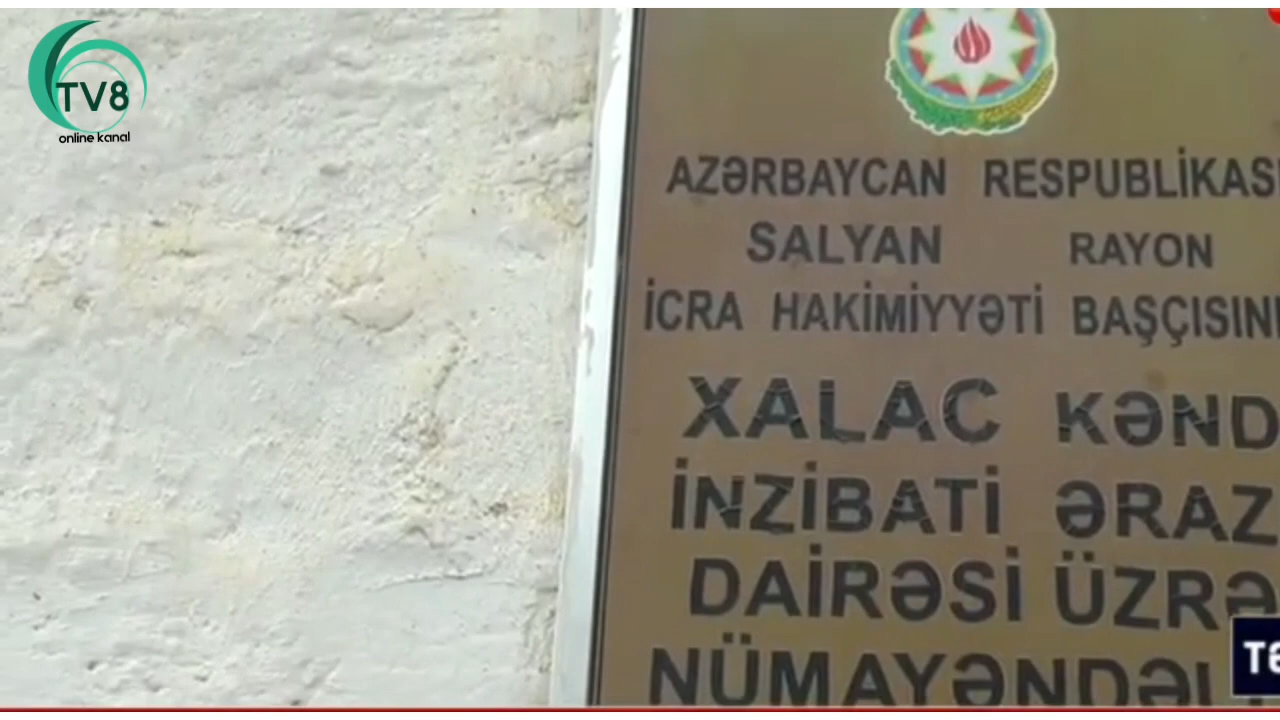 TV8
online kanal
AZƏRBAYCAN RESPUBLİKASI
SALYAN RAYON
İCRA HAKİMİYYƏTİ BAŞÇISIN
XALAC KƏND
İNZİBATİ ƏRAZ
DAİRƏSİ ÜZRƏ
NÜMAYƏNDƏL